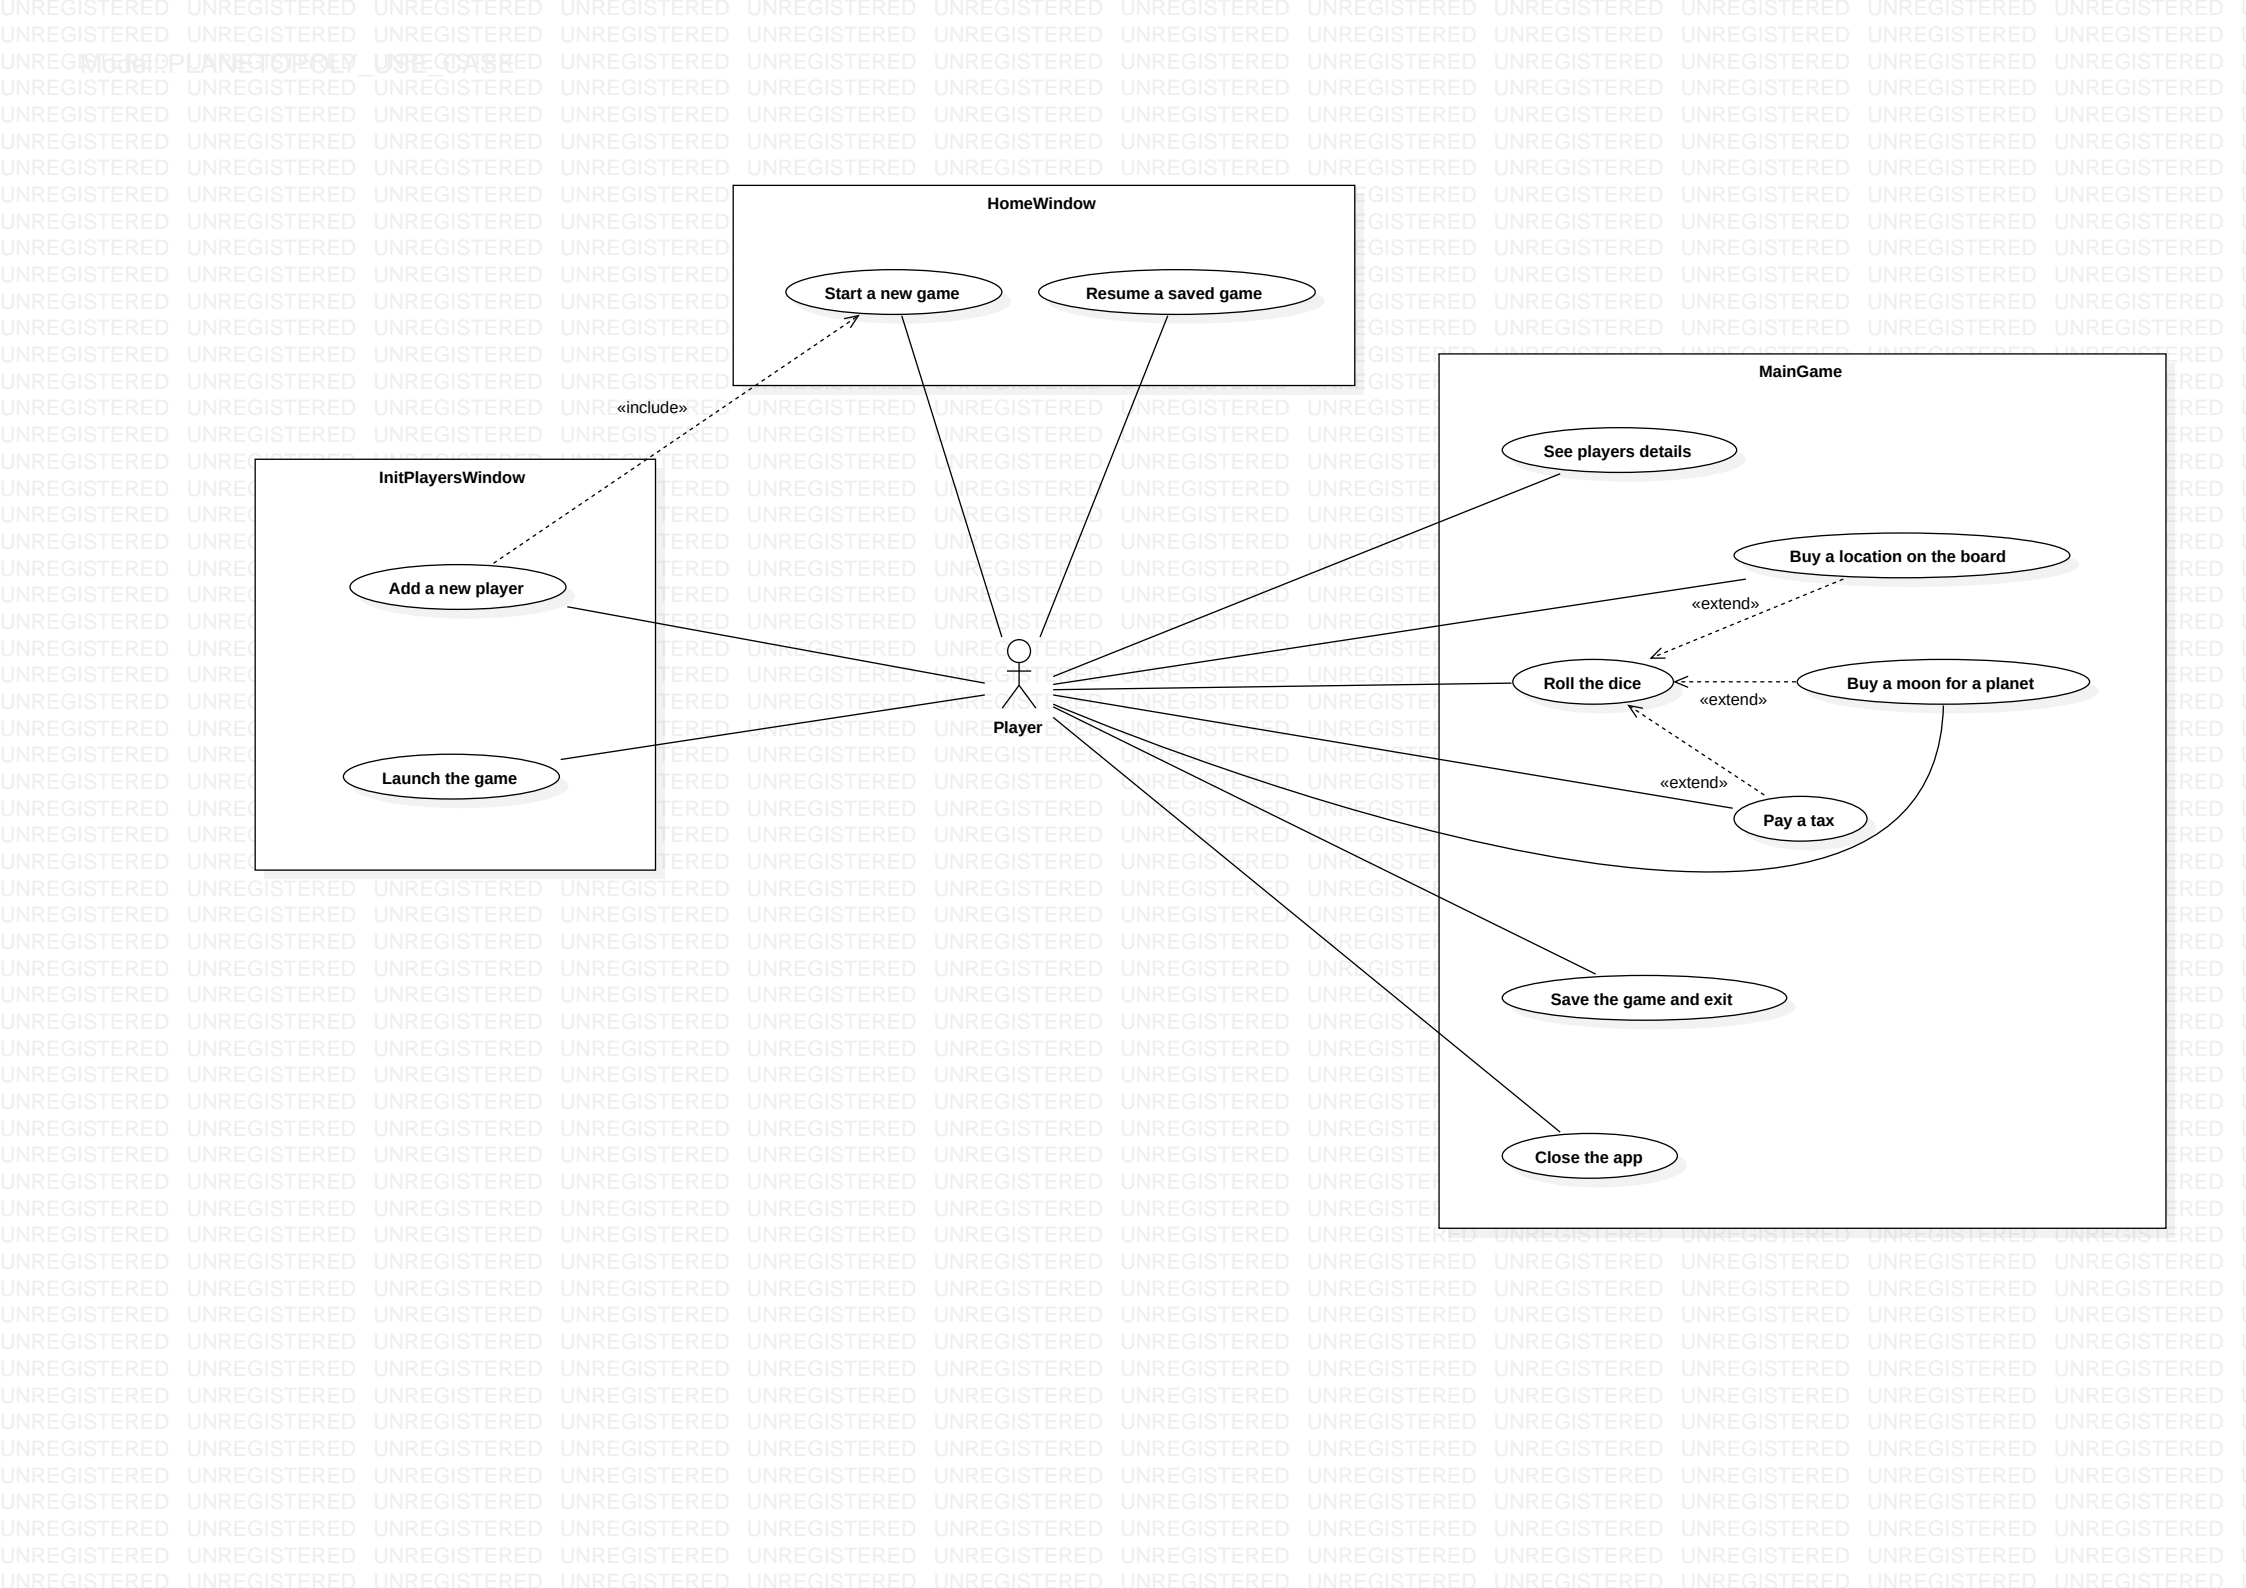 Model::PLANETOPOLY_USE_CASE
HomeWindow
Start a new game
Resume a saved game
MainGame
«include»
See players details
InitPlayersWindow
Buy a location on the board
Add a new player
«extend»
Roll the dice
Buy a moon for a planet
«extend»
Player
Launch the game
«extend»
Pay a tax
Save the game and exit
Close the app
UNREGISTERED